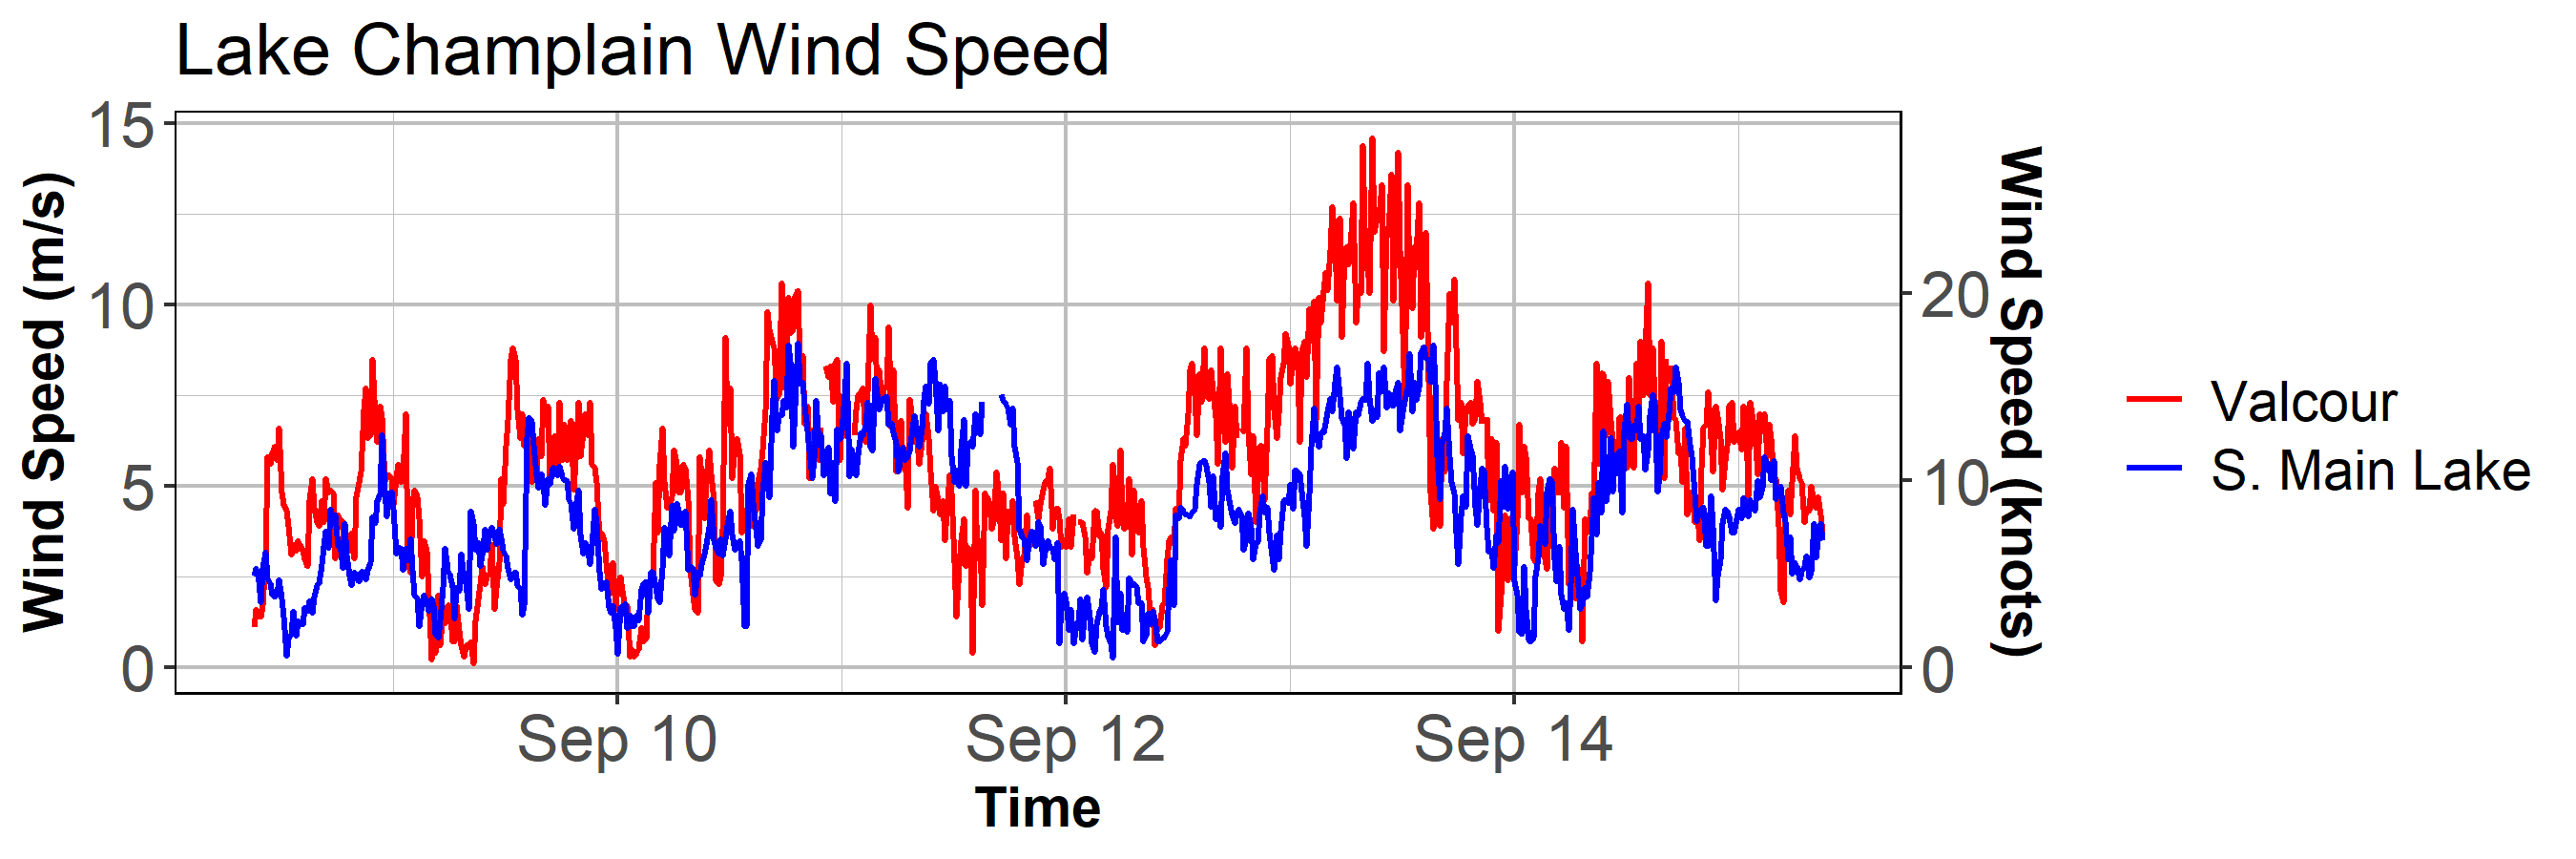 Lake Champlain Wind Speed
15
10
5
0
Wind Speed (m/s)
20
10
0
Wind Speed (knots)
Sep 10
Sep 12
Sep 14
Time
Valcour
S. Main Lake